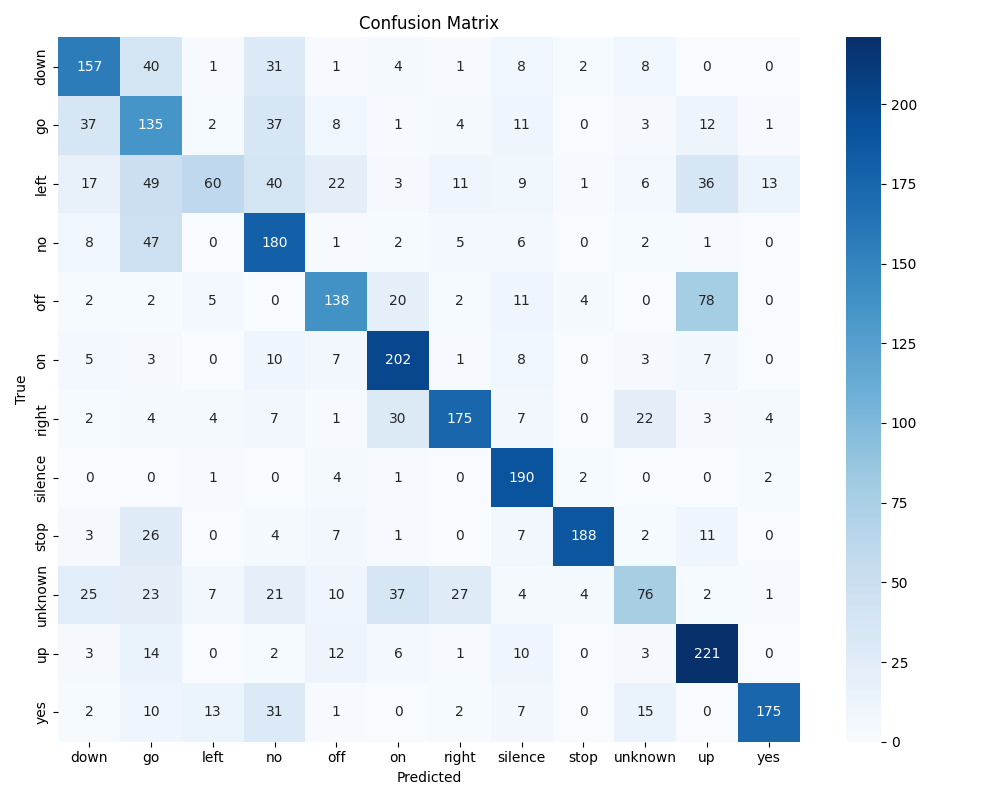 Confusion Matrix
True
down 157 40 1 31 1 4 1 8 2 8 0 0
go 37 135 2 37 8 1 4 11 0 3 12 1
left 17 49 60 40 22 3 11 9 1 6 36 13
no 8 47 0 180 1 2 5 6 0 2 1 0
off 2 2 5 0 138 20 2 11 4 0 78 0
on 5 3 0 10 7 202 1 8 0 3 7 0
right 2 4 4 7 1 30 175 7 0 22 3 4
silence 0 0 1 0 4 1 0 190 2 0 0 2
stop 3 26 0 4 7 1 0 7 188 2 11 0
unknown 25 23 7 21 10 37 27 4 4 76 2 1
up 3 14 0 2 12 6 1 10 0 3 221 0
yes 2 10 13 31 1 0 2 7 0 15 0 175
down go left no off on right silence stop unknown up yes
Predicted
200
175
150
125
100
75
50
25
0